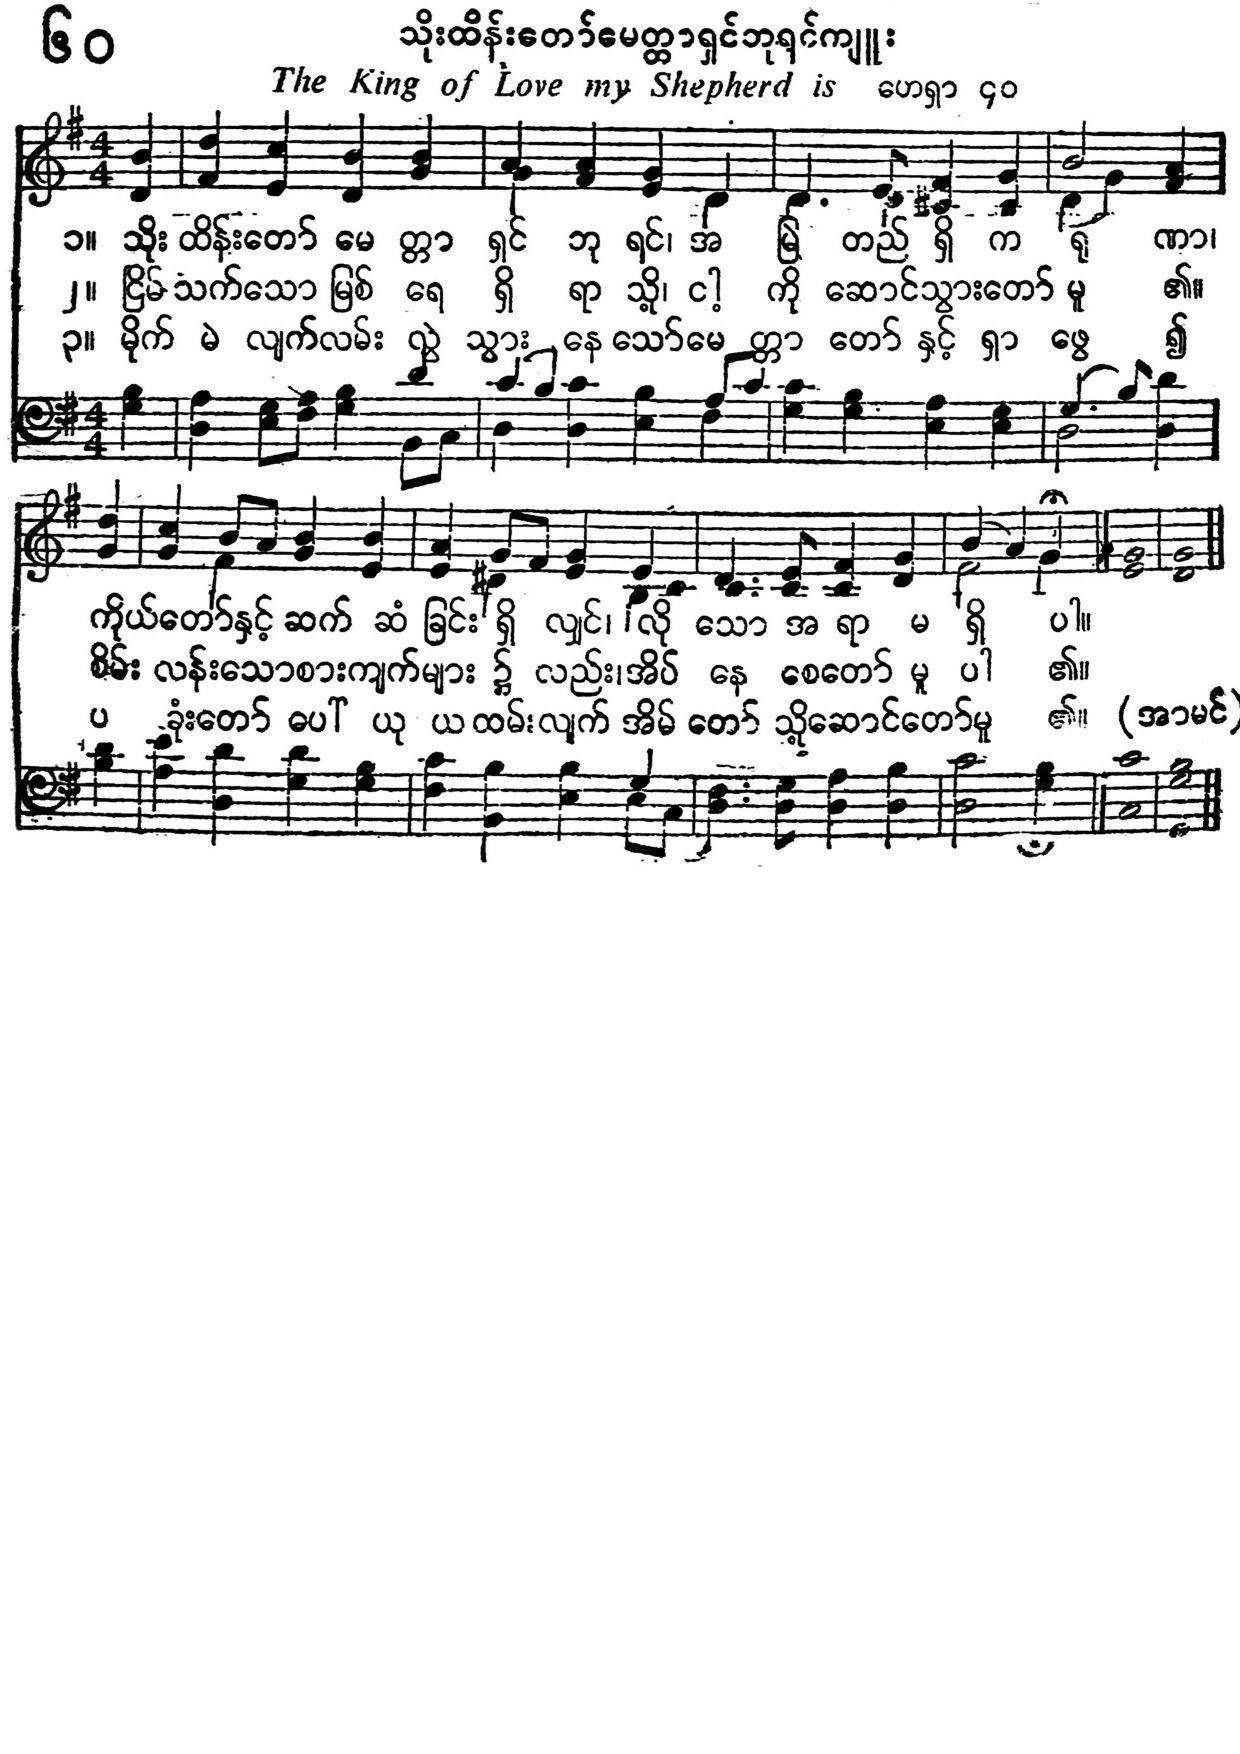 ၆၀
သိုးထိန်းတော်မေတ္တာရှင်ဘုရင်ကျူး
The King of Love my Shepherd is ဟေရှာ ၄၀
၁။ သိုး ထိန်းတော် မေ တ္တာ ရှင် ဘု ရင်၊ အ မြဲ တည် ရှိ က ရု ဏာ၊
၂။ ငြိမ် သက်သော မြစ် ရေ ရှိ ရာ သို့၊ ငါ့ ကို ဆောင်သွားတော် မူ ၏။
၃။ မိုက် မဲ လျက်လမ်း လွဲ သွား နေ သော်မေ တ္တာ တော် နှင့် ရှာ ဖွေ ၍
ကိုယ်တော်နှင့် ဆက် ဆံ ခြင်း ရှိ လျှင်၊ လို သော အ ရာ မ ရှိ ပါ။
စိမ်း လန်းသောစားကျက်များ ၌ လည်း၊အိပ် နေ စေတော် မူ ပါ ၏။
ပ ခုံးတော် ပေါ် ယု ယ ထမ်းလျက် အိမ် တော် သို့ဆောင်တော်မူ ၏။ (အာမင်)